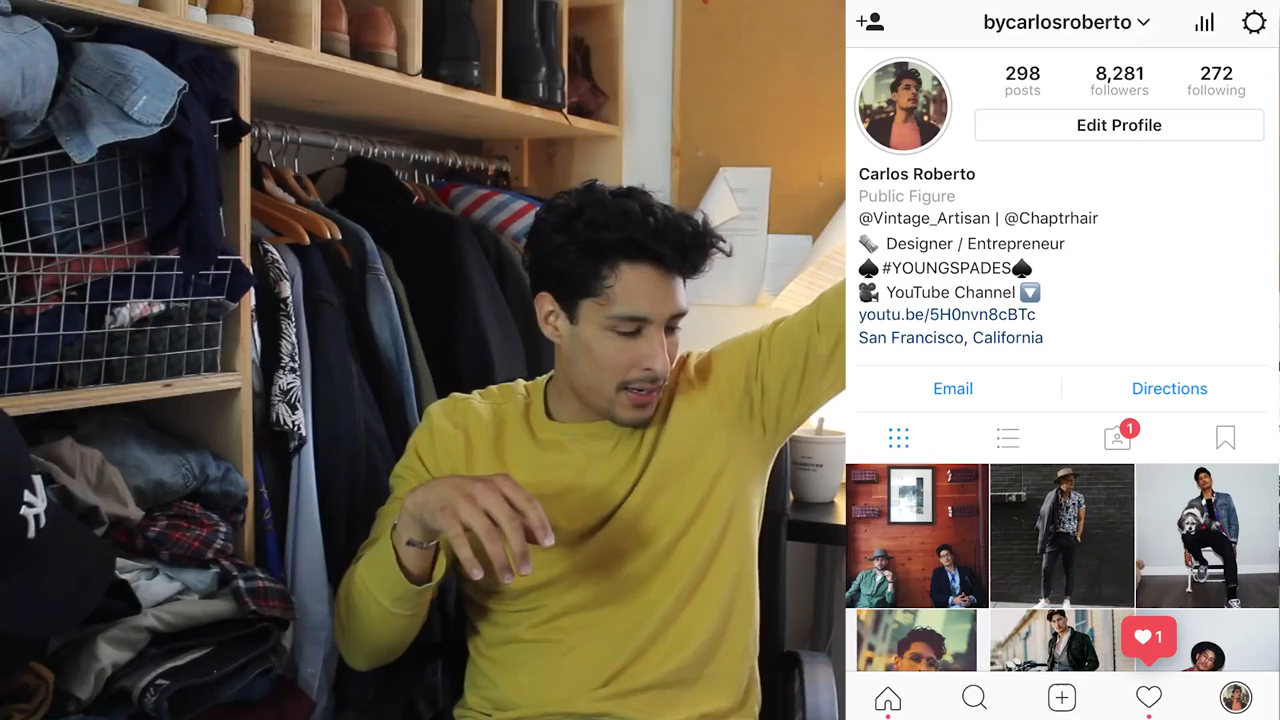 bycarlosroberto
298
8,281
272
posts
followers
following
Edit Profile
Carlos Roberto
Public Figure
@Vintage_Artisan | @Chaptrhair
Designer / Entrepreneur
♠#YOUNGSPADES♠
YouTube Channel
youtu.be/5H0nvn8cBTc
San Francisco, California
Email
Directions
1
1